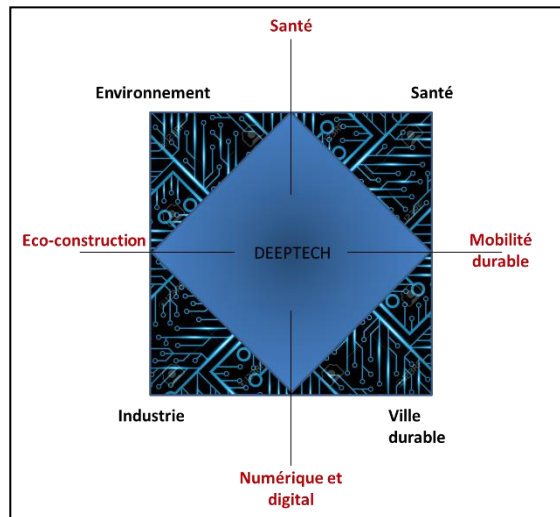 Santé
Environnement
Santé
Eco-construction
DEEPTECH
Mobilité
durable
Industrie
Ville
durable
Numérique et
digital